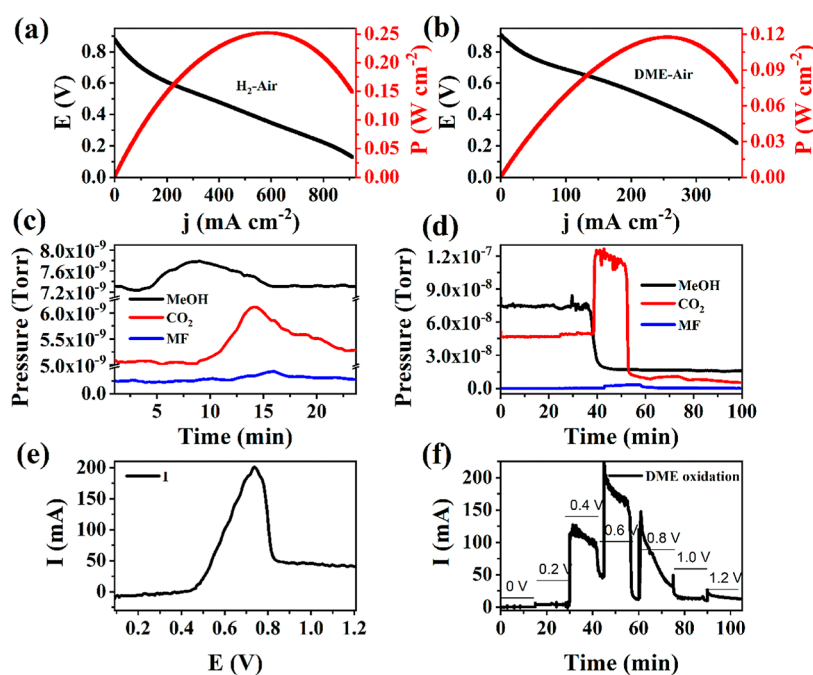 (a)
E (V)
0.8
0.6
0.4
0.2
0.0
H2-Air
0.25
0.20
0.15
0.10
0.05
0.00
P (W cm-2)
0 200 400 600 800
j (mA cm-2)
(b)
E (V)
0.8
0.6
0.4
0.2
0.0
DME-Air
0.12
0.09
0.06
0.03
0.00
P (W cm-2)
0 100 200 300
j (mA cm-2)
(c)
Pressure (Torr)
8.0x10-9
7.6x10-9
7.2x10-9
6.0x10-9
5.5x10-9
5.0x10-9
0.0
MeOH
CO2
MF
5 10 15 20
Time (min)
(d)
Pressure (Torr)
1.2x10-7
9.0x10-8
6.0x10-8
3.0x10-8
0.0
MeOH
CO2
MF
0 20 40 60 80 100
Time (min)
(e)
I (mA)
200
150
100
50
0
I
0.2 0.4 0.6 0.8 1.0 1.2
E (V)
(f)
I (mA)
200
150
100
50
0
DME oxidation
0 V
0.2 V
0.4 V
0.6 V
0.8 V
1.0 V
1.2 V
0 20 40 60 80 100
Time (min)